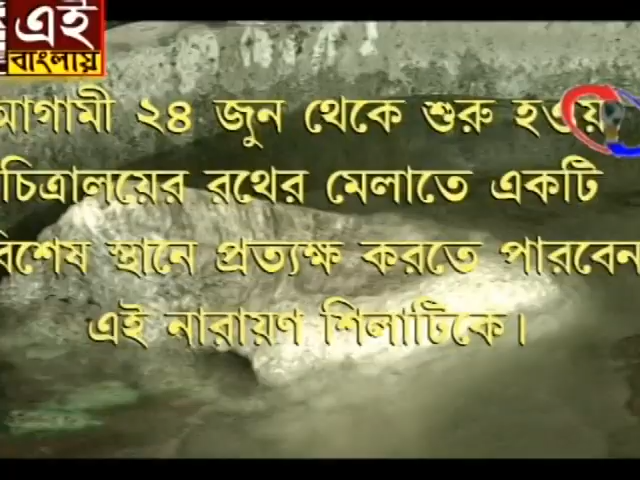 এই
বাংলায়
আগামী ২৪ জুন থেকে শুরু হওয়া
চিত্রালয়ের রথের মেলাতে একটি
বিশেষ স্থানে প্রত্যক্ষ করতে পারবেন
এই নারায়ণ শিলাটিকে।